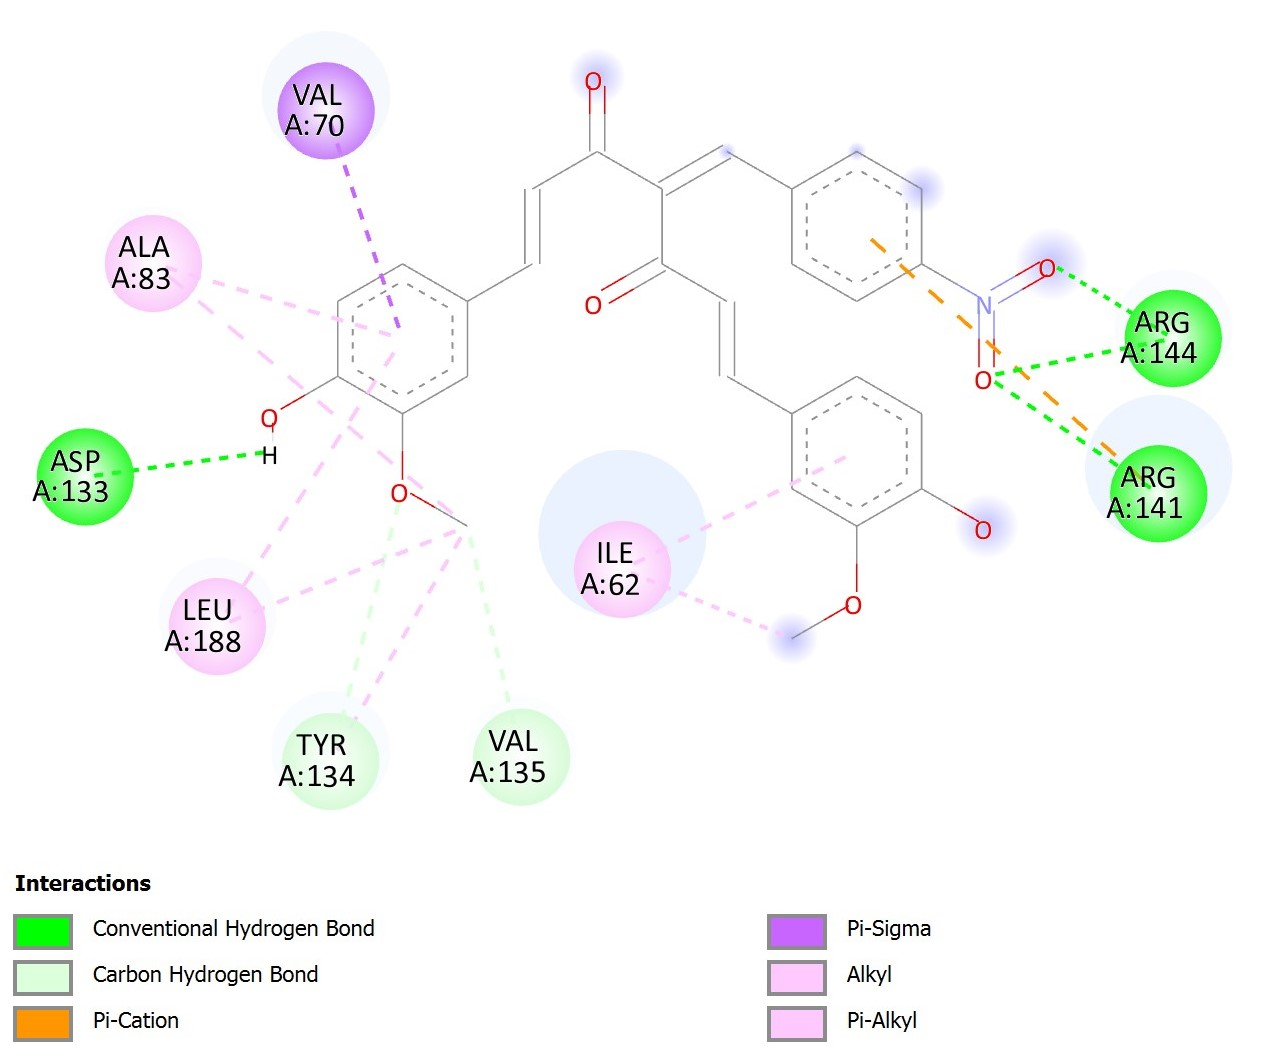 O
VAL
A:70
ALA
A:83
O
O
N
O
ARG
A:144
O
O
H
ASP
A:133
ARG
A:141
O
O
ILE
A:62
O
LEU
A:188
TYR
A:134
VAL
A:135
Interactions
Conventional Hydrogen Bond
Carbon Hydrogen Bond
Pi-Cation
Pi-Sigma
Alkyl
Pi-Alkyl